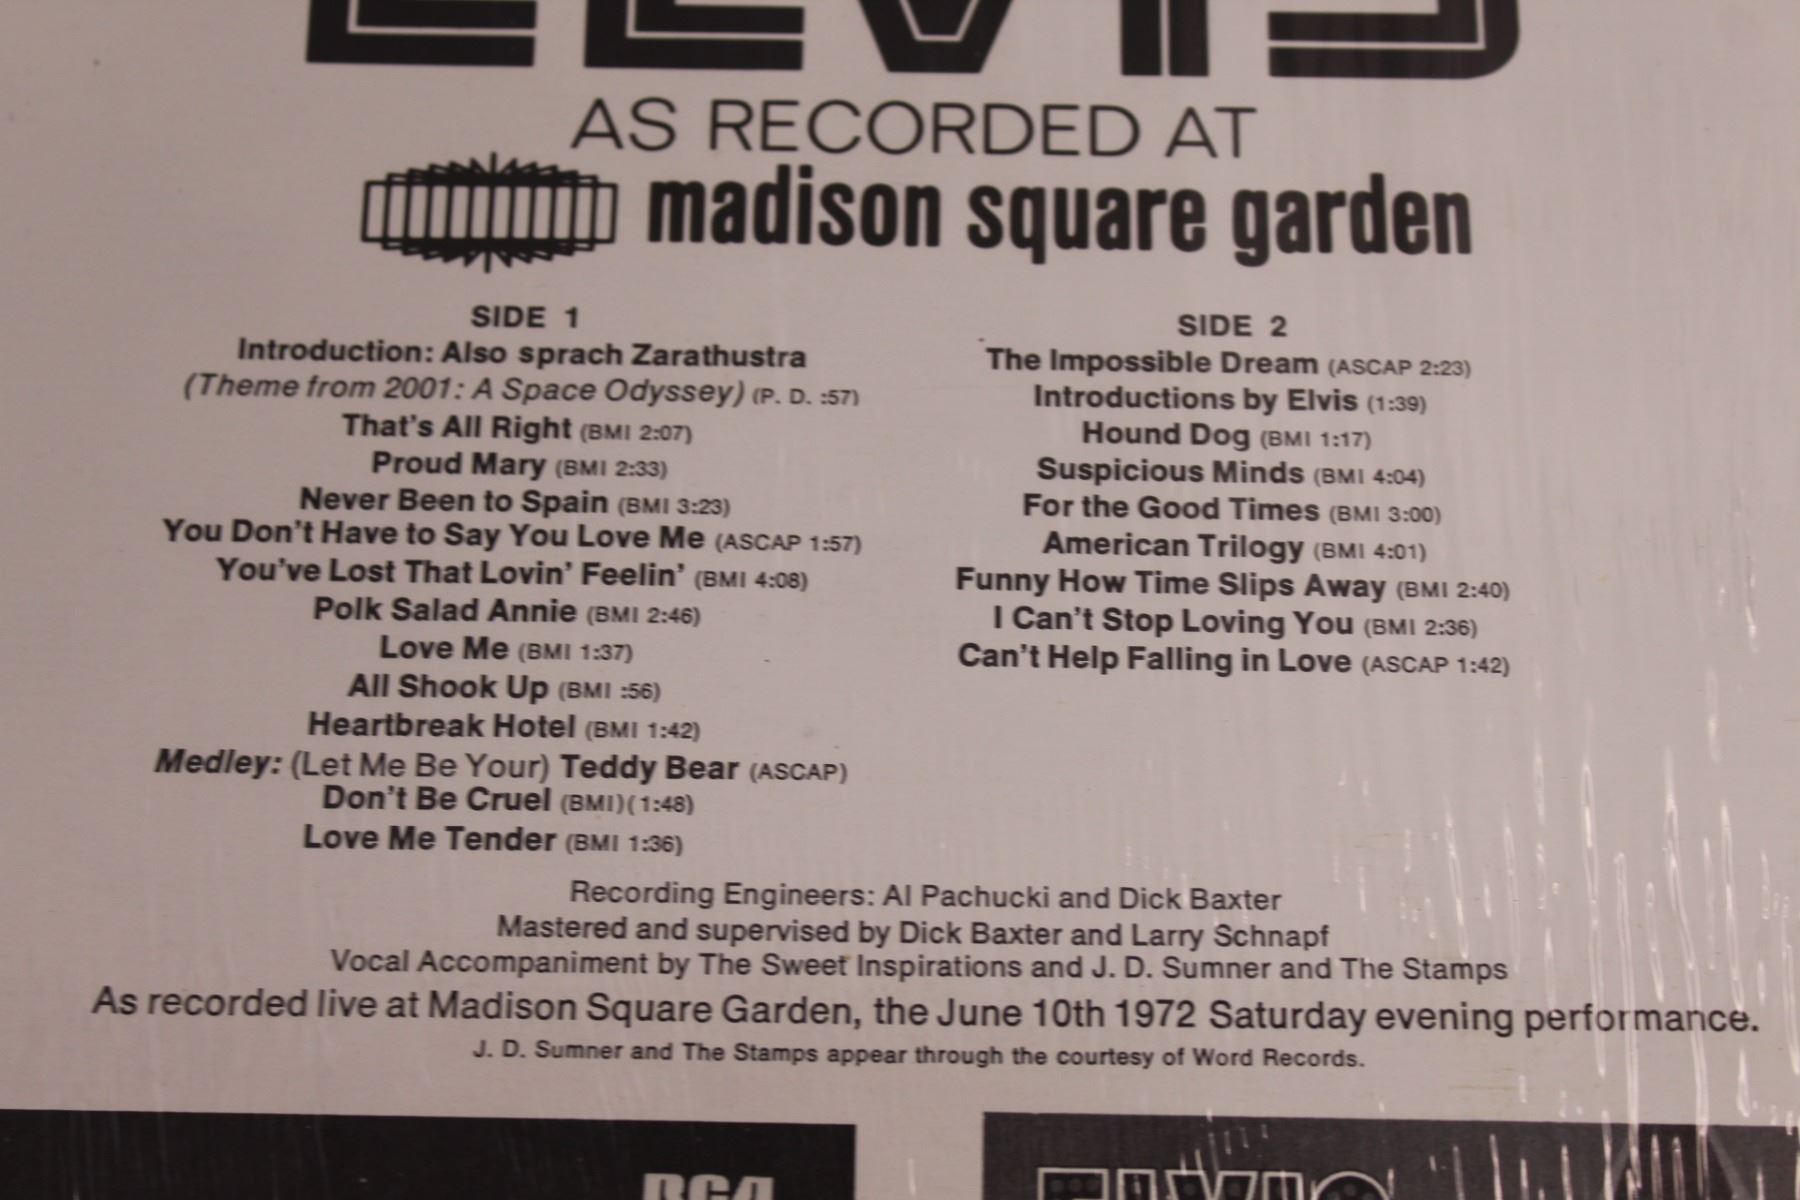 ELVIS
AS RECORDED AT
madison square garden
SIDE 1
Introduction: Also sprach Zarathustra
(Theme from 2001: A Space Odyssey) (P. D. :57)
That's All Right (BMI 2:07)
Proud Mary (BMI 2:33)
Never Been to Spain (BMI 3:23)
You Don't Have to Say You Love Me (ASCAP 1:57)
You've Lost That Lovin' Feelin' (BMI 4:08)
Polk Salad Annie (BMI 2:46)
Love Me (BMI 1:37)
All Shook Up (BMI :56)
Heartbreak Hotel (BMI 1:42)
Medley: (Let Me Be Your) Teddy Bear (ASCAP)
Don't Be Cruel (BMI)(1:48)
Love Me Tender (BMI 1:36)
SIDE 2
The Impossible Dream (ASCAP 2:23)
Introductions by Elvis (1:39)
Hound Dog (BMI 1:17)
Suspicious Minds (BMI 4:04)
For the Good Times (BMI 3:00)
American Trilogy (BMI 4:01)
Funny How Time Slips Away (BMI 2:40)
I Can't Stop Loving You (BMI 2:36)
Can't Help Falling in Love (ASCAP 1:42)
Recording Engineers: Al Pachucki and Dick Baxter
Mastered and supervised by Dick Baxter and Larry Schnapf
Vocal Accompaniment by The Sweet Inspirations and J. D. Sumner and The Stamps
As recorded live at Madison Square Garden, the June 10th 1972 Saturday evening performance.
J. D. Sumner and The Stamps appear through the courtesy of Word Records.
RCA
ELVIS